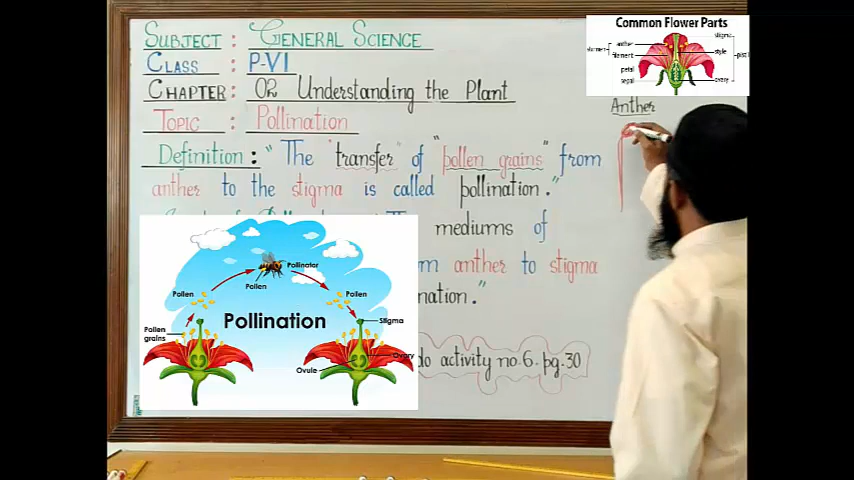 SUBJECT : GENERAL SCIENCE
CLASS : P-VI
CHAPTER : 02 Understanding the Plant
TOPIC : Pollination
Definition : "The "transfer" of "pollen grains" from
anther to the stigma is called pollination."
mediums of
anther to stigma
nation."
do activity no 6. pg.30
Common Flower Parts
anther
filament
petal
sepal
stigma
style
ovary
Anther
Pollination
Pollen
Pollen
Pollinator
Pollen
Pollen
grains
Stigma
Ovary
Ovule